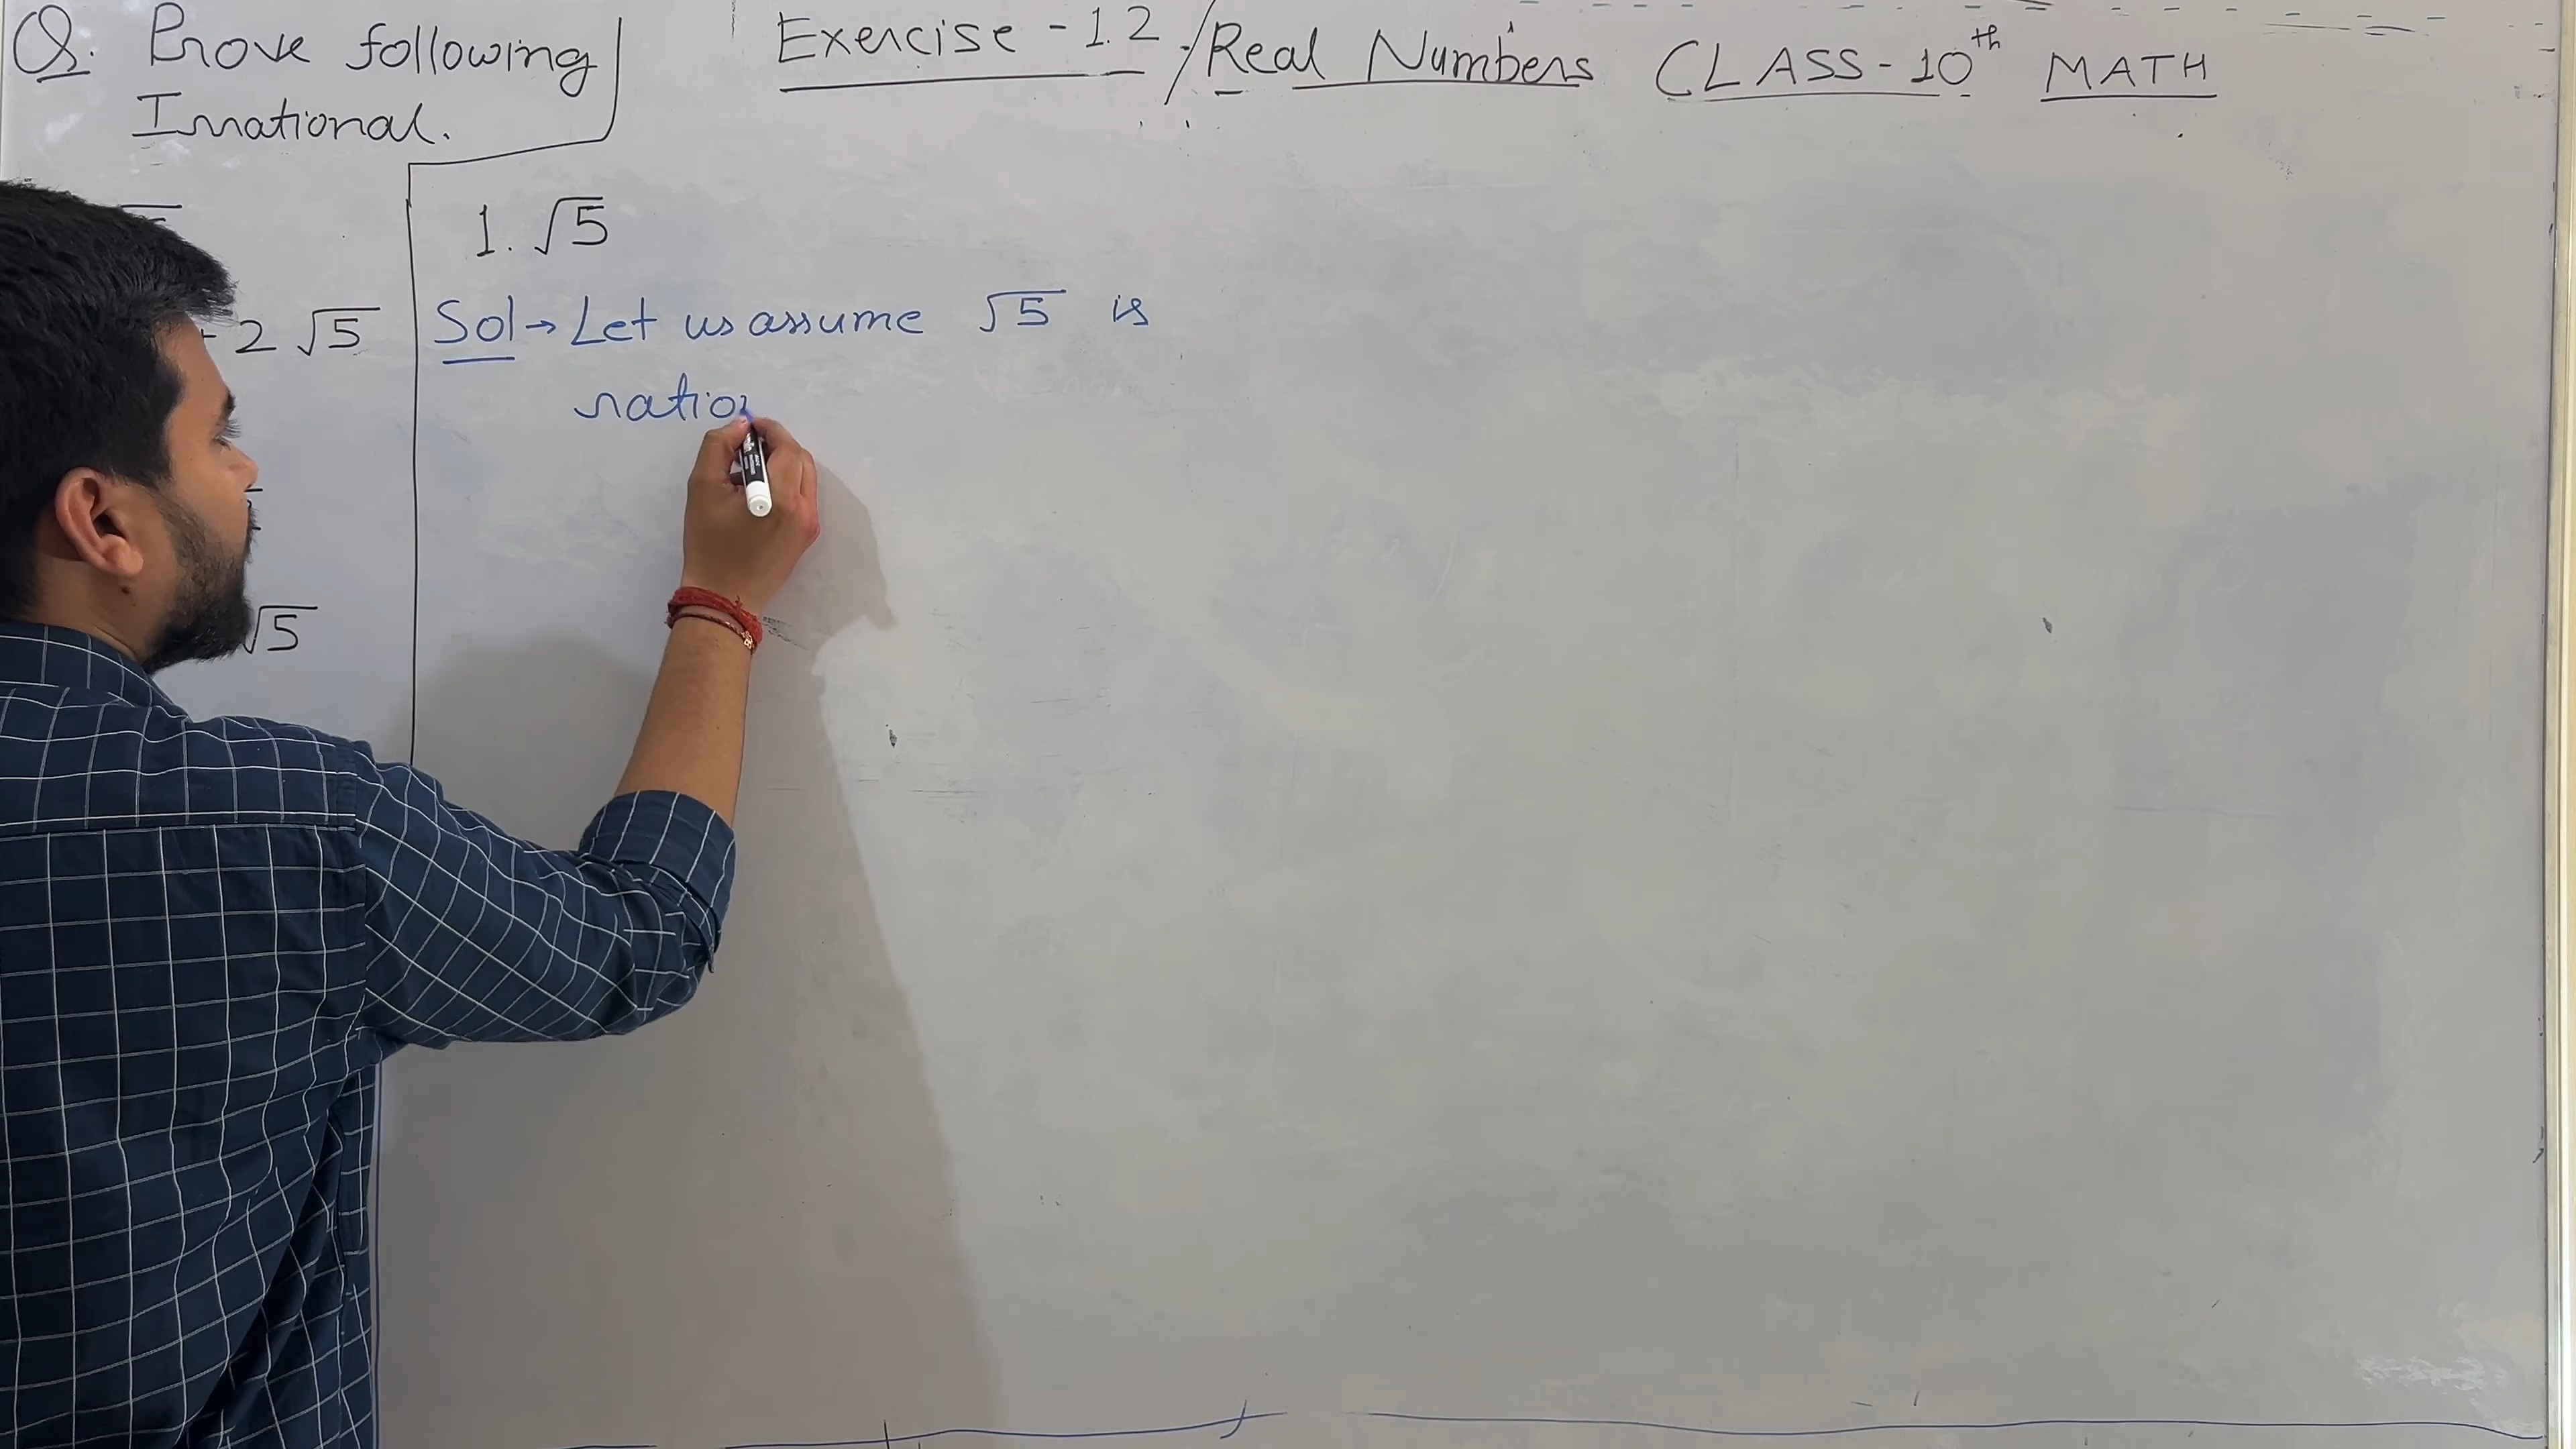 Q. Prove following
Irrational.
Exercise - 1.2 / Real Numbers CLASS - 10th MATH
2√5
√5
1. √5
Sol → Let us assume √5 is
ration